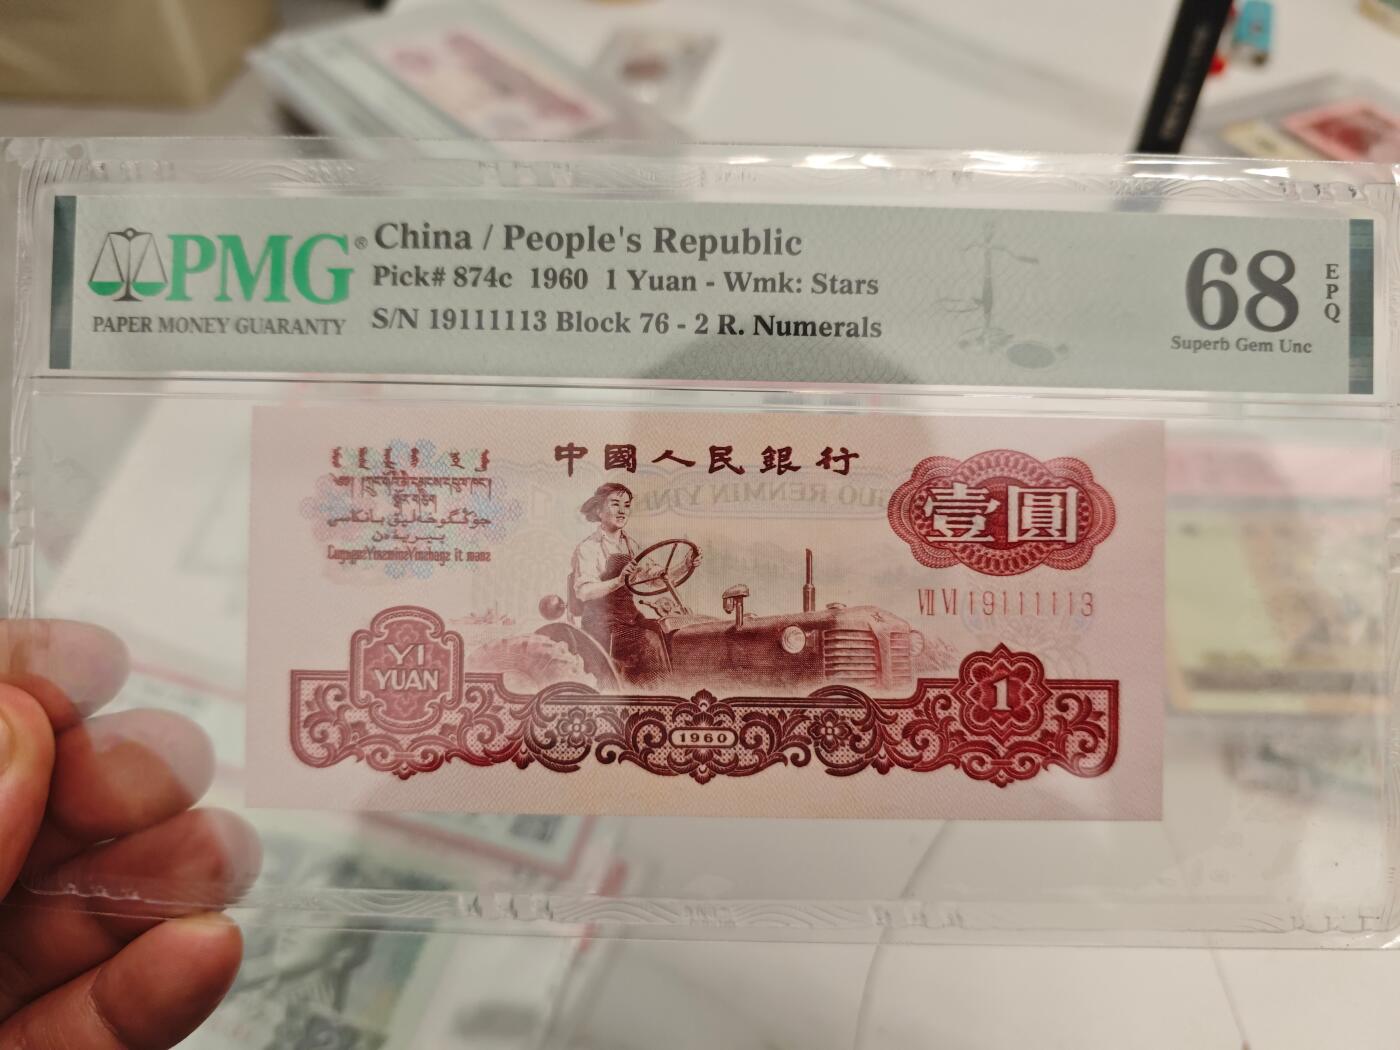 PMG®
PAPER MONEY GUARANTY
China / People's Republic
Pick# 874c 1960 1 Yuan - Wmk: Stars
S/N 19111113 Block 76 - 2 R. Numerals
68
EPQ
Superb Gem Unc
中國人民銀行
壹圓
VII VI 19111113
YI
YUAN
1960
1